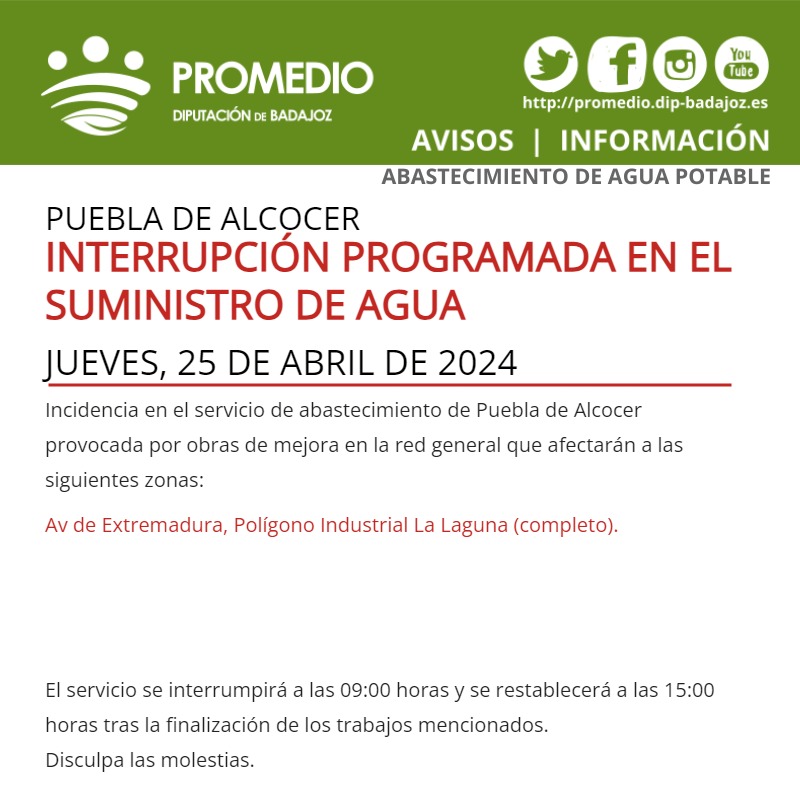 PROMEDIO
DIPUTACIÓN DE BADAJOZ
You
Tube
http://promedio.dip-badajoz.es
AVISOS | INFORMACIÓN
ABASTECIMIENTO DE AGUA POTABLE
PUEBLA DE ALCOCER
INTERRUPCIÓN PROGRAMADA EN EL
SUMINISTRO DE AGUA
JUEVES, 25 DE ABRIL DE 2024
Incidencia en el servicio de abastecimiento de Puebla de Alcocer
provocada por obras de mejora en la red general que afectarán a las
siguientes zonas:
Av de Extremadura, Polígono Industrial La Laguna (completo).
El servicio se interrumpirá a las 09:00 horas y se restablecerá a las 15:00
horas tras la finalización de los trabajos mencionados.
Disculpa las molestias.